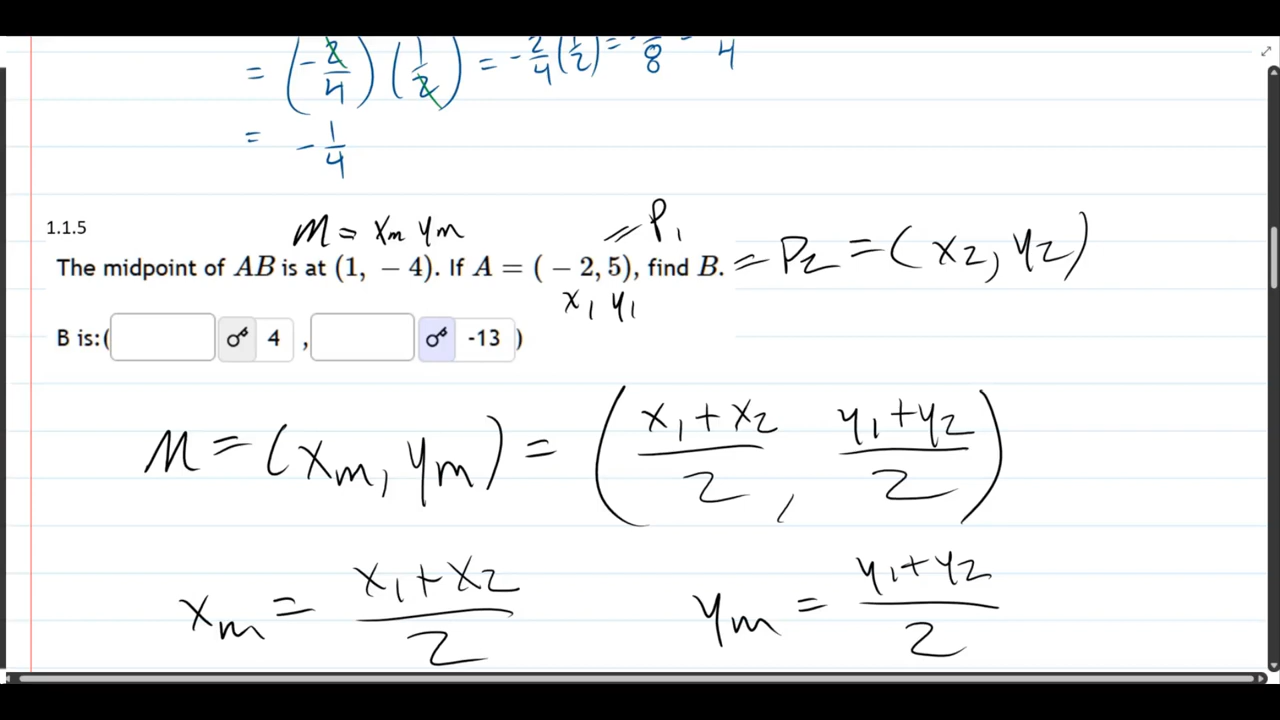 = (-2/4) (1/2) = -2/4 (1/2) = 8 = 4
= -1/4
1.1.5
M = xm ym
= P1
The midpoint of AB is at (1, − 4). If A = ( − 2, 5), find B. = P2 = (x2, y2)
x1 y1
B is:( 4 , -13 )
M = (xm, ym) = (x1+x2/2, y1+y2/2)
xm = x1+x2/2 ym = y1+y2/2